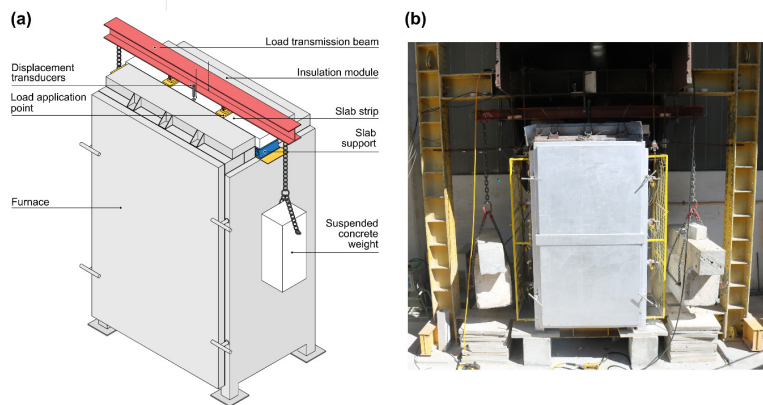 (a)
(b)
Load transmission beam
Displacement
transducers
Insulation module
Load application
point
Slab strip
Slab
support
Furnace
Suspended
concrete
weight